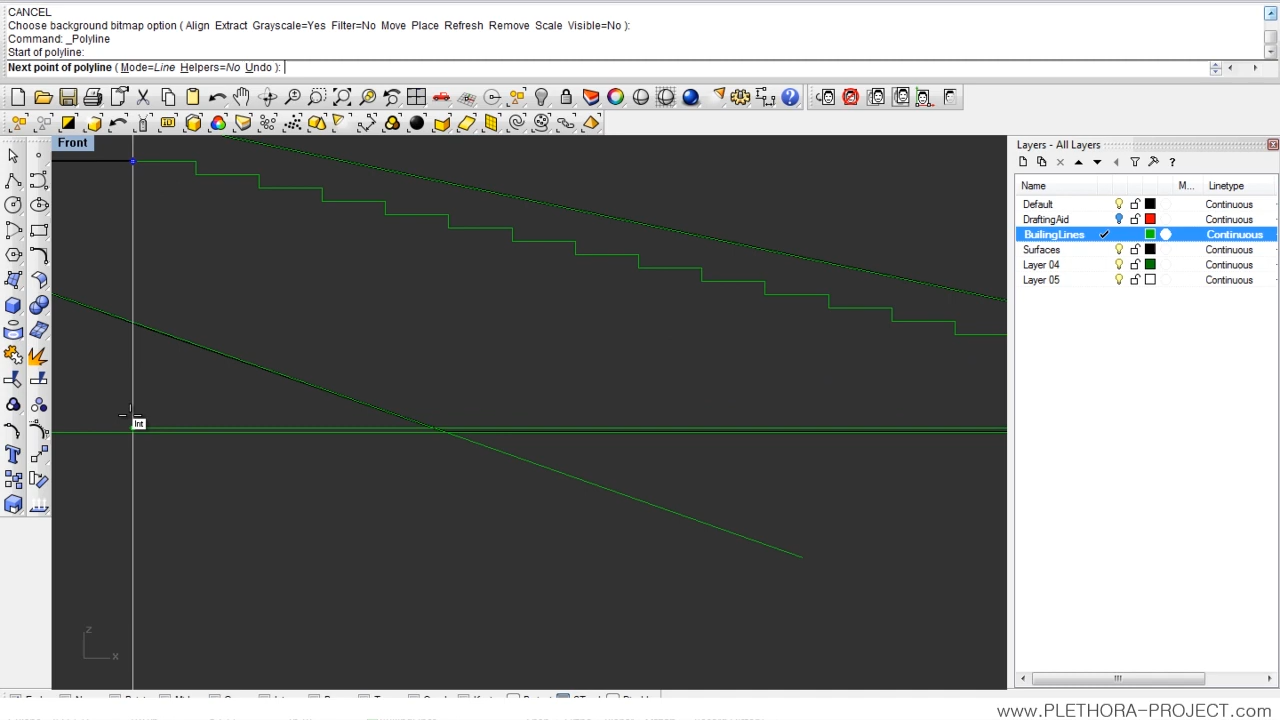 CANCEL
Choose background bitmap option ( Align Extract Grayscale=Yes Filter=No Move Place Refresh Remove Scale Visible=No ):
Command: _Polyline
Start of polyline:
Next point of polyline ( Mode=Line Helpers=No Undo ):
Front
Layers - All Layers
Name M... Linetype
Default Continuous
DraftingAid Continuous
BuilingLines Continuous
Surfaces Continuous
Layer 04 Continuous
Layer 05 Continuous
Int
z
x
www.PLETHORA-PROJECT.com